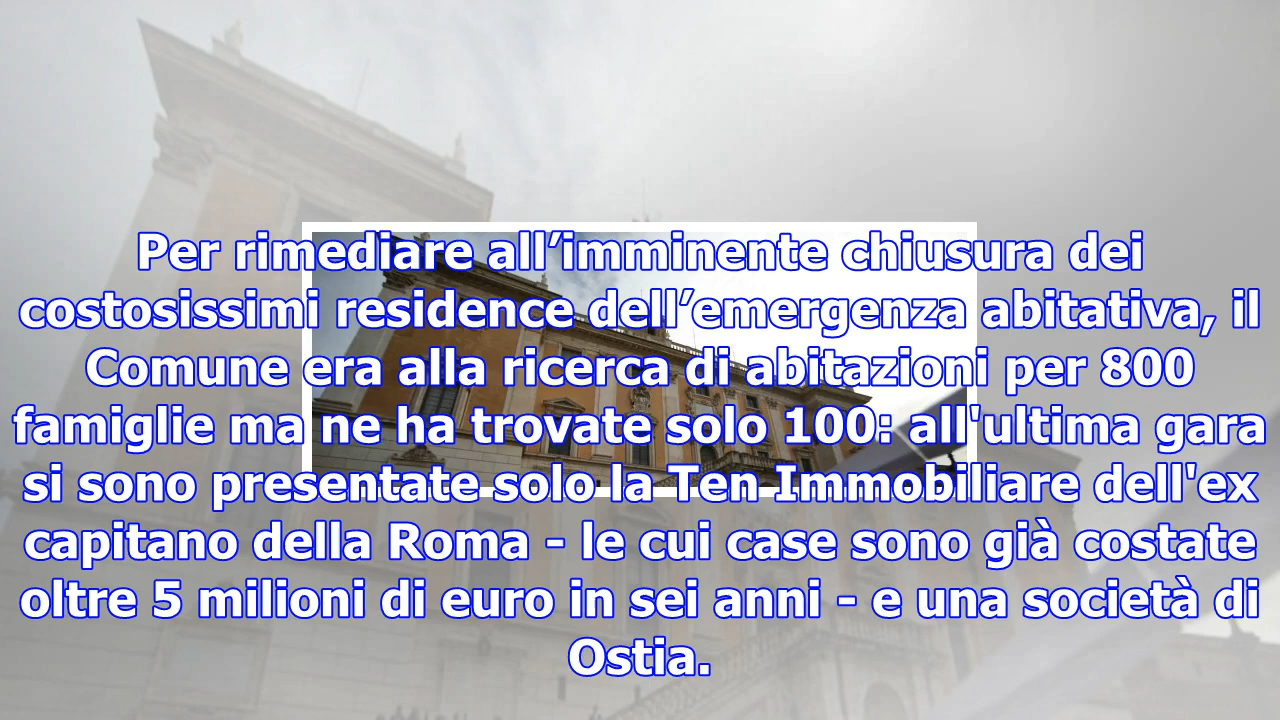 Per rimediare all’imminente chiusura dei
costosissimi residence dell’emergenza abitativa, il
Comune era alla ricerca di abitazioni per 800
famiglie ma ne ha trovate solo 100: all'ultima gara
si sono presentate solo la Ten Immobiliare dell'ex
capitano della Roma - le cui case sono già costate
oltre 5 milioni di euro in sei anni - e una società di
Ostia.